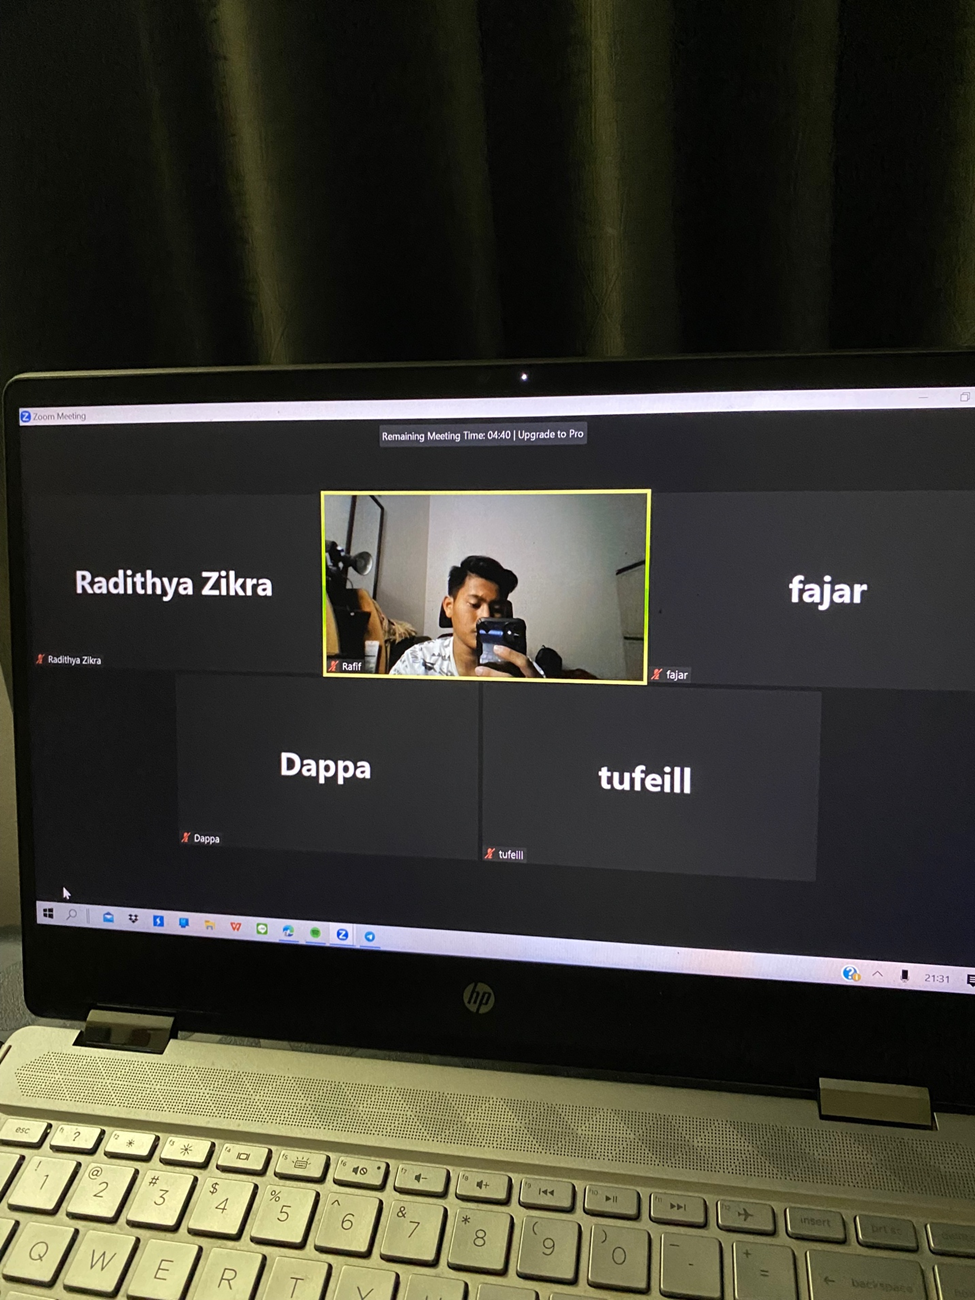 Zoom Meeting
Remaining Meeting Time: 04:40 | Upgrade to Pro
Radithya Zikra
Radithya Zikra
Rafif
fajar
fajar
Dappa
Dappa
tufeill
tufeill
21:31
hp
esc ? insert prt sc
! 1 @ 2 # 3 $ 4 % 5 ^ 6 & 7 * 8 ( 9 ) 0 - + = backspace
Q W E R T Y